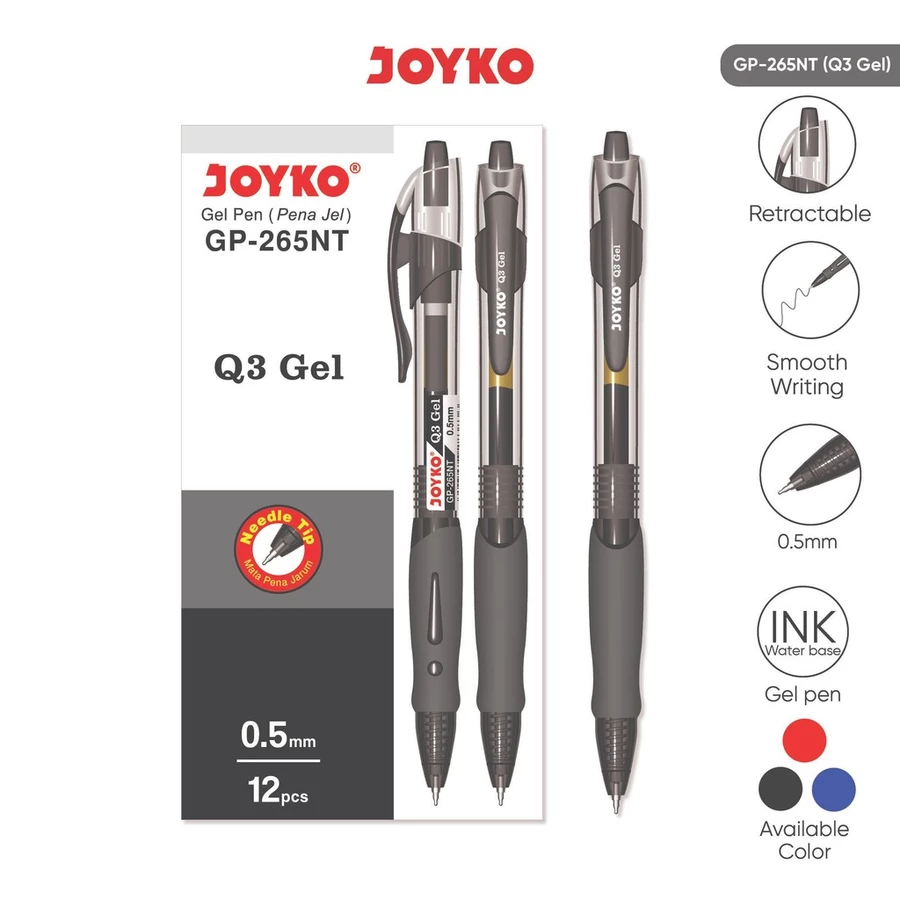 JOYKO
GP-265NT (Q3 Gel)
JOYKO®
Gel Pen (Pena Jel)
GP-265NT
Q3 Gel
Needle Tip
Mata Pena Jarum
0.5mm
12pcs
JOYKO Q3 Gel
GP-265NT 0.5mm
JOYKO® Q3 Gel
JOYKO® Q3 Gel
Retractable
Smooth
Writing
0.5mm
INK
Water base
Gel pen
Available
Color